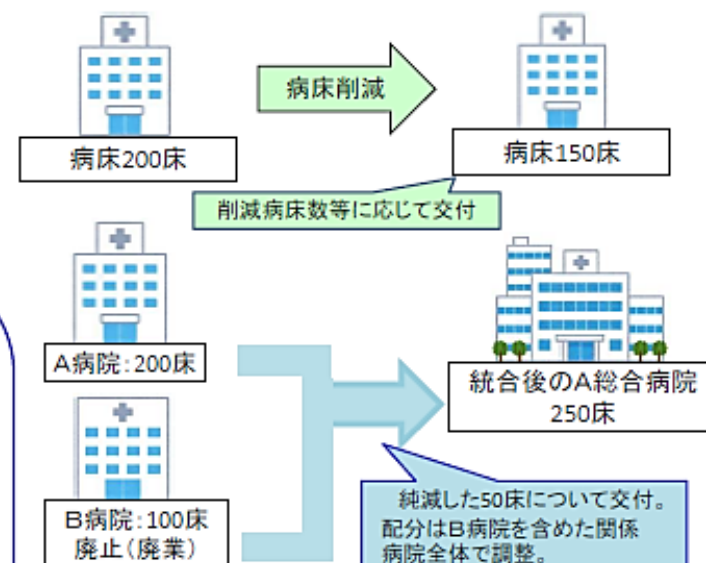 病床削減
病床200床
病床150床
削減病床数等に応じて交付
A病院：200床
統合後のA総合病院
250床
B病院：100床
廃止（廃業）
純減した50床について交付。
配分はB病院を含めた関係
病院全体で調整。